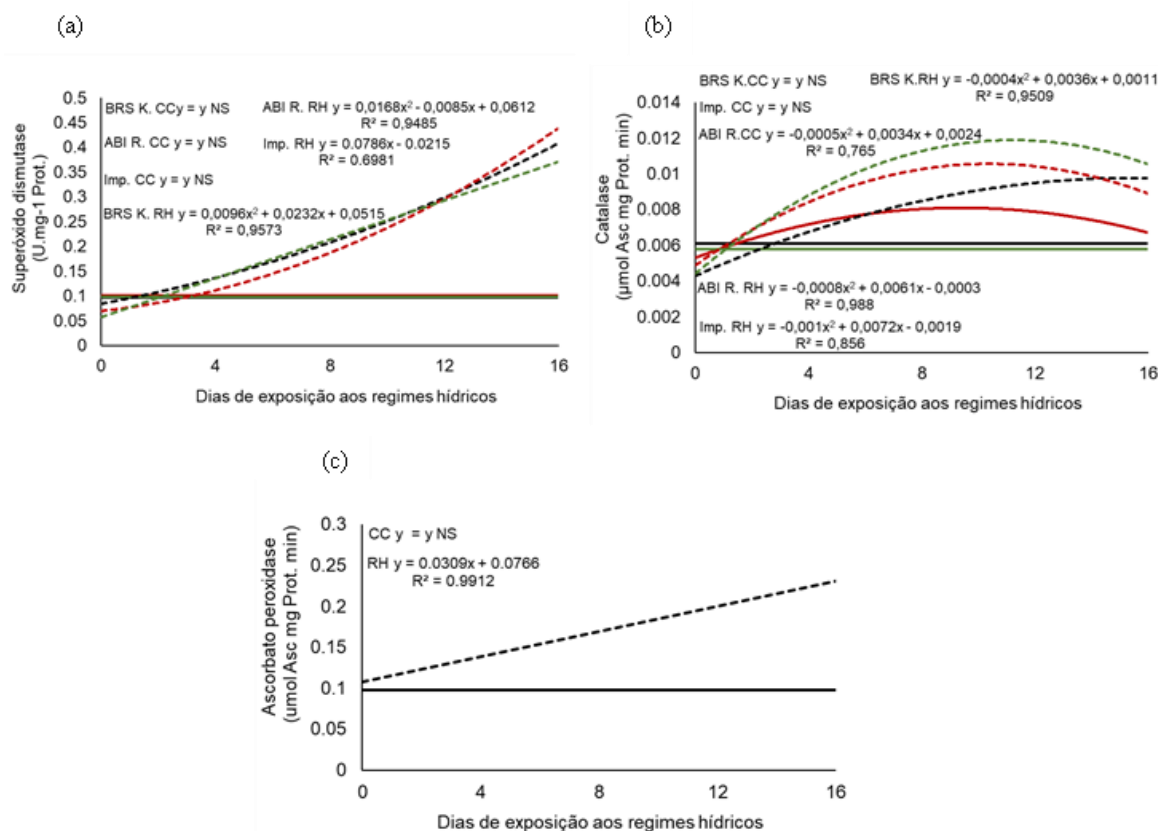 (a)
BRS K. CCy = y NS
ABI R. CC y = y NS
Imp. CC y = y NS
BRS K. RH y = 0,0096x² + 0,0232x + 0,0515
R² = 0,9573
ABI R. RH y = 0,0168x² - 0,0085x + 0,0612
R² = 0,9485
Imp. RH y = 0.0786x - 0.0215
R² = 0.6981
Superóxido dismutase
(U.mg-1 Prot.)
0.5
0.45
0.4
0.35
0.3
0.25
0.2
0.15
0.1
0.05
0
0 4 8 12 16
Dias de exposição aos regimes hídricos
(b)
BRS K.CC y = y NS
Imp. CC y = y NS
ABI R.CC = -0,0005x² + 0,0034x + 0,0024
R² = 0,765
BRS K.RH y = -0,0004x² + 0,0036x + 0,0011
R² = 0,9509
ABI R. RH y = -0,0008x² + 0,0061x - 0,0003
R² = 0,988
Imp. RH y = -0,001x² + 0,0072x - 0,0019
R² = 0,856
Catalase
(µmol Asc mg Prot. min)
0.014
0.012
0.01
0.008
0.006
0.004
0.002
0
0 4 8 12 16
Dias de exposição aos regimes hídricos
(c)
CC y = y NS
RH y = 0.0309x + 0.0766
R² = 0.9912
Ascorbato peroxidase
(umol Asc mg Prot. min)
0.3
0.25
0.2
0.15
0.1
0.05
0
0 4 8 12 16
Dias de exposição aos regimes hídricos